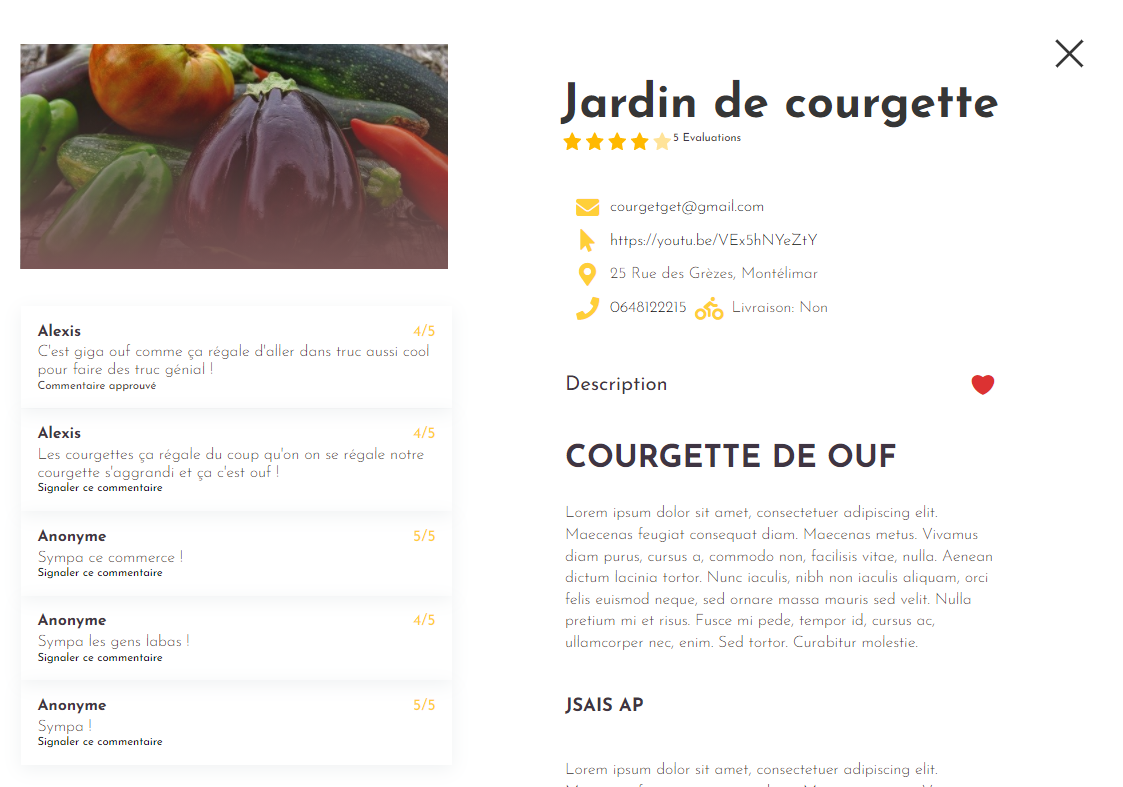 Jardin de courgette
5 Evaluations
courgetget@gmail.com
https://youtu.be/VEx5hNYeZtY
25 Rue des Grèzes, Montélimar
0648122215 Livraison: Non
Description
COURGETTE DE OUF
Lorem ipsum dolor sit amet, consectetuer adipiscing elit.
Maecenas feugiat consequat diam. Maecenas metus. Vivamus
diam purus, cursus a, commodo non, facilisis vitae, nulla. Aenean
dictum lacinia tortor. Nunc iaculis, nibh non iaculis aliquam, orci
felis euismod neque, sed ornare massa mauris sed velit. Nulla
pretium mi et risus. Fusce mi pede, tempor id, cursus ac,
ullamcorper nec, enim. Sed tortor. Curabitur molestie.
JSAIS AP
Lorem ipsum dolor sit amet, consectetuer adipiscing elit.
Alexis 4/5
C'est giga ouf comme ça régale d'aller dans truc aussi cool
pour faire des truc génial !
Commentaire approuvé
Alexis 4/5
Les courgettes ça régale du coup qu'on on se régale notre
courgette s'aggrandi et ça c'est ouf !
Signaler ce commentaire
Anonyme 5/5
Sympa ce commerce !
Signaler ce commentaire
Anonyme 4/5
Sympa les gens labas !
Signaler ce commentaire
Anonyme 5/5
Sympa !
Signaler ce commentaire